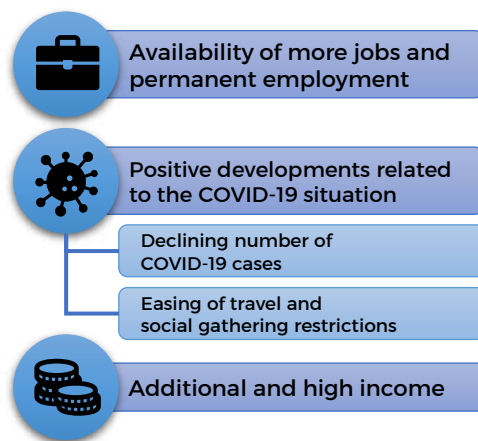 Availability of more jobs and
permanent employment
Positive developments related
to the COVID-19 situation
Declining number of
COVID-19 cases
Easing of travel and
social gathering restrictions
Additional and high income